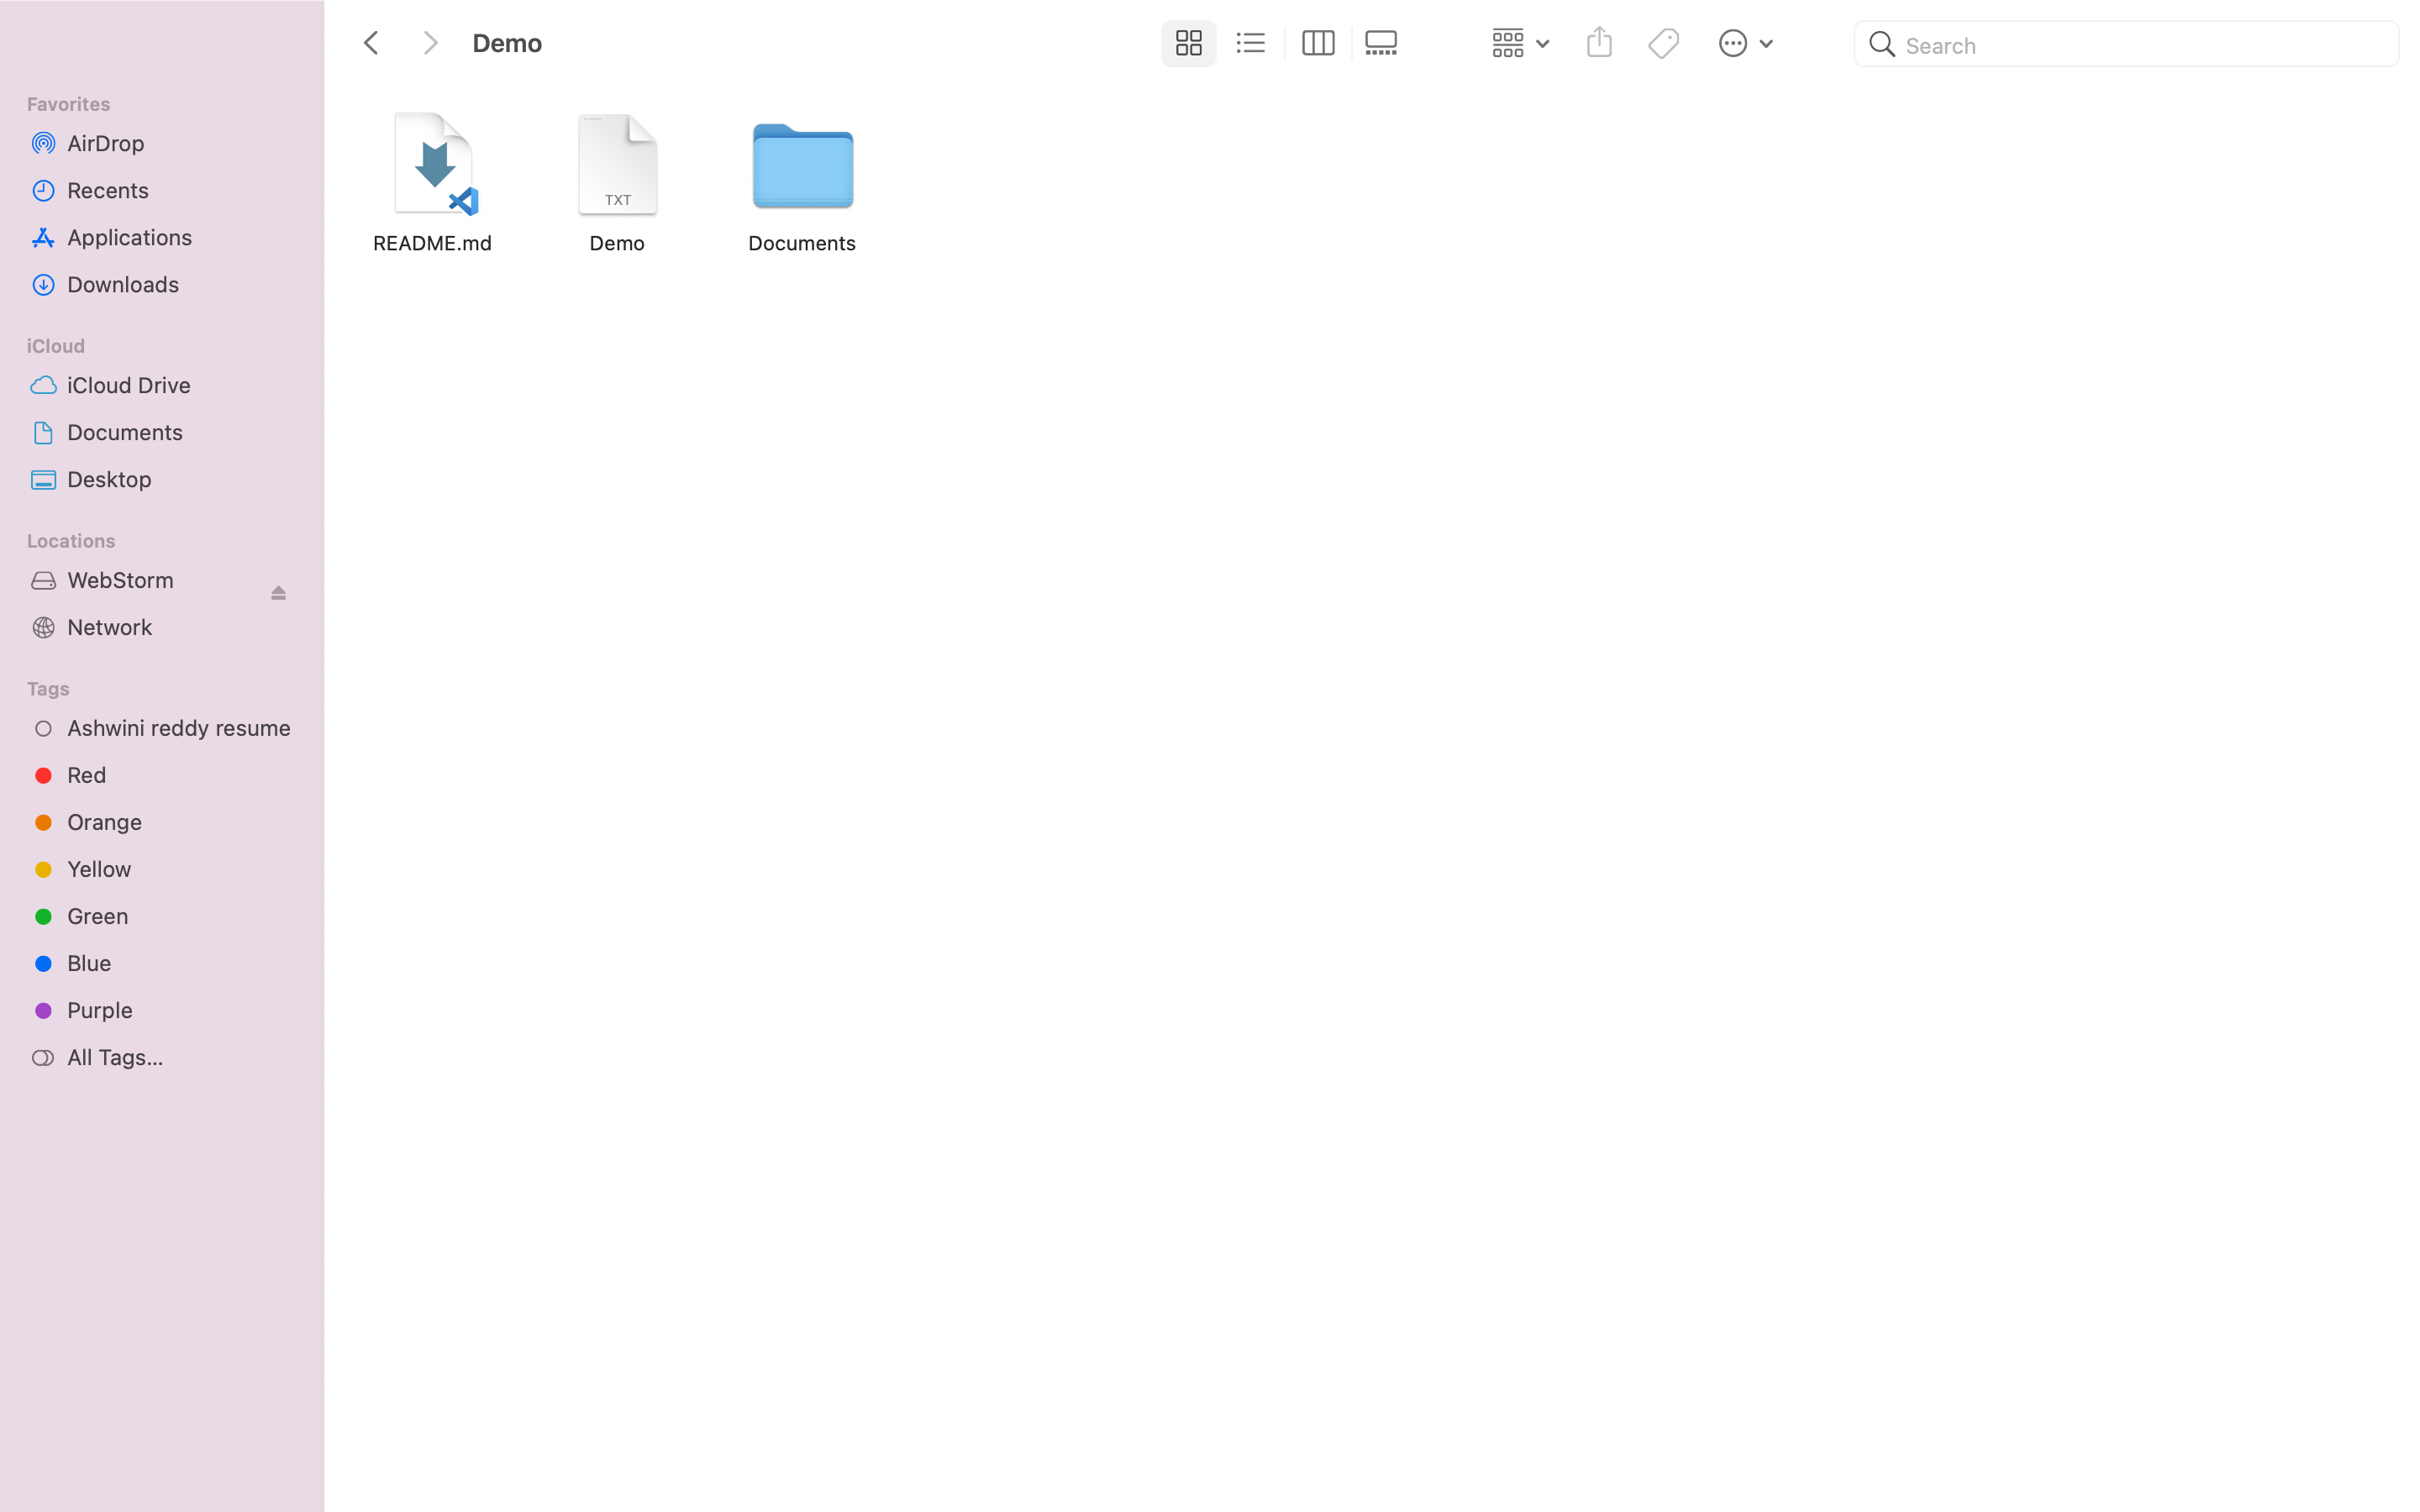 Demo
Search
Favorites
AirDrop
Recents
Applications
Downloads
iCloud
iCloud Drive
Documents
Desktop
Locations
WebStorm
Network
Tags
Ashwini reddy resume
Red
Orange
Yellow
Green
Blue
Purple
All Tags...
TXT
README.md
Demo
Documents